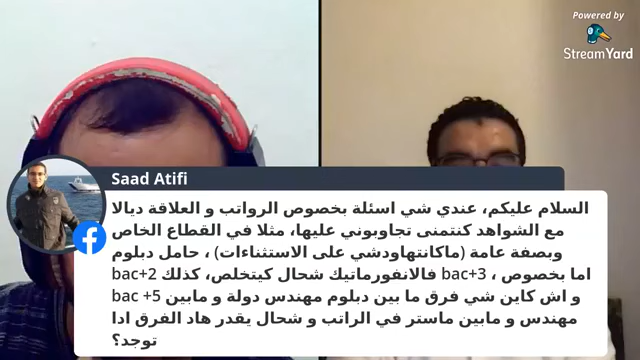 Powered by
StreamYard
Saad Atifi
السلام عليكم، عندي شي اسئلة بخصوص الرواتب و العلاقة ديالا
مع الشواهد كنتمنى تجاوبوني عليها، مثلا في القطاع الخاص
وبصفة عامة (ماكانتهاودشي على الاستثناءات) ، حامل دبلوم
bac+2 فالانفورماتيك شحال كيتخلص، كذلك bac+3 ، اما بخصوص
bac +5 و اش كاين شي فرق ما بين دبلوم مهندس دولة و مابين
مهندس و مابين ماستر في الراتب و شحال يقدر هاد الفرق ادا
توجد؟